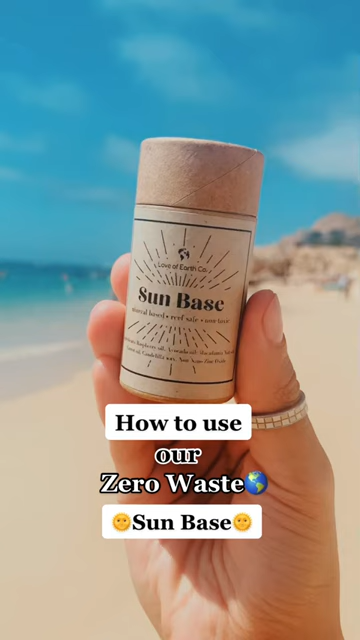 Love of Earth Co.
Sun Base
mineral based • reef safe • non-toxic
How to use
our
Zero Waste🌎
🌞Sun Base🌞